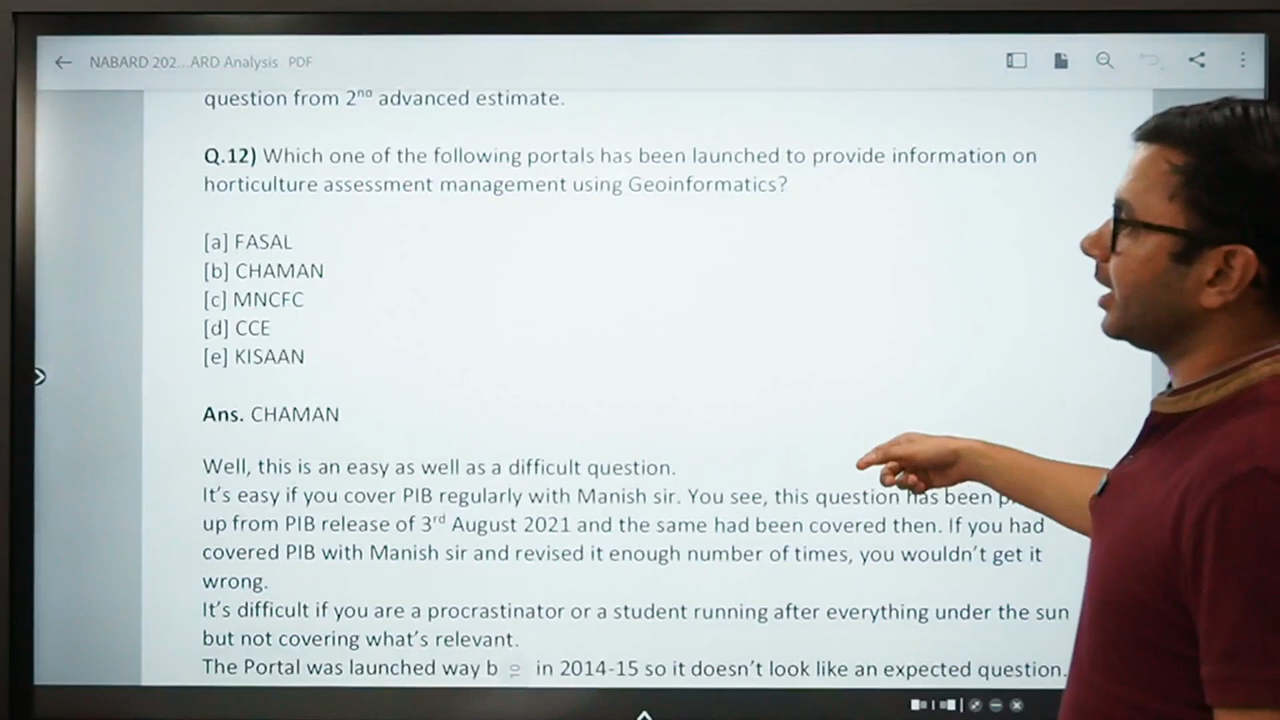 NABARD 202...ARD Analysis PDF
question from 2nd advanced estimate.
Q.12) Which one of the following portals has been launched to provide information on
horticulture assessment management using Geoinformatics?
[a] FASAL
[b] CHAMAN
[c] MNCFC
[d] CCE
[e] KISAAN
Ans. CHAMAN
Well, this is an easy as well as a difficult question.
It's easy if you cover PIB regularly with Manish sir. You see, this question has been
up from PIB release of 3rd August 2021 and the same had been covered then. If you had
covered PIB with Manish sir and revised it enough number of times, you wouldn't get it
wrong.
It's difficult if you are a procrastinator or a student running after everything under the sun
but not covering what's relevant.
The Portal was launched way in 2014-15 so it doesn't look like an expected question.